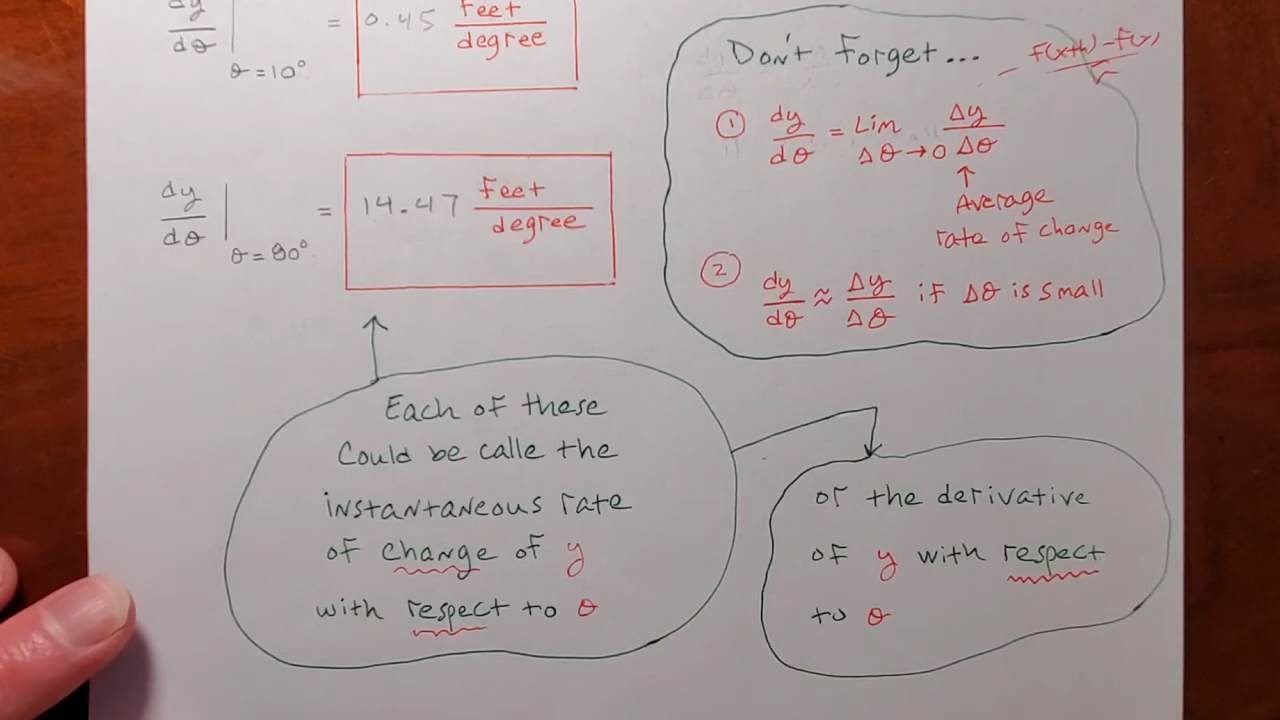 dy/dθ | θ=10° = 0.45 feet/degree
dy/dθ | θ=80° = 14.47 feet/degree
Don't forget...
f(x+h)-f(x)
① dy/dθ = Lim Δθ→0 Δy/Δθ
↑
Average
rate of change
② dy/dθ ≈ Δy/Δθ if Δθ is small
Each of these
Could be calle the
instantaneous rate
of change of y
with respect to θ
or the derivative
of y with respect
to θ